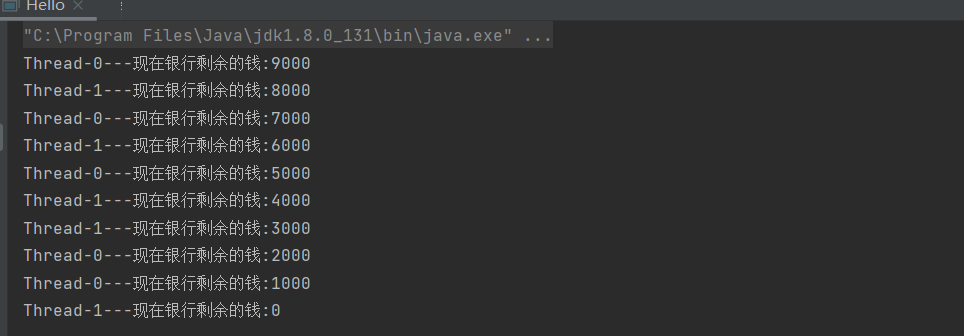 Hello
"C:\Program Files\Java\jdk1.8.0_131\bin\java.exe" ...
Thread-0---现在银行剩余的钱:9000
Thread-1---现在银行剩余的钱:8000
Thread-0---现在银行剩余的钱:7000
Thread-1---现在银行剩余的钱:6000
Thread-0---现在银行剩余的钱:5000
Thread-1---现在银行剩余的钱:4000
Thread-1---现在银行剩余的钱:3000
Thread-0---现在银行剩余的钱:2000
Thread-0---现在银行剩余的钱:1000
Thread-1---现在银行剩余的钱:0